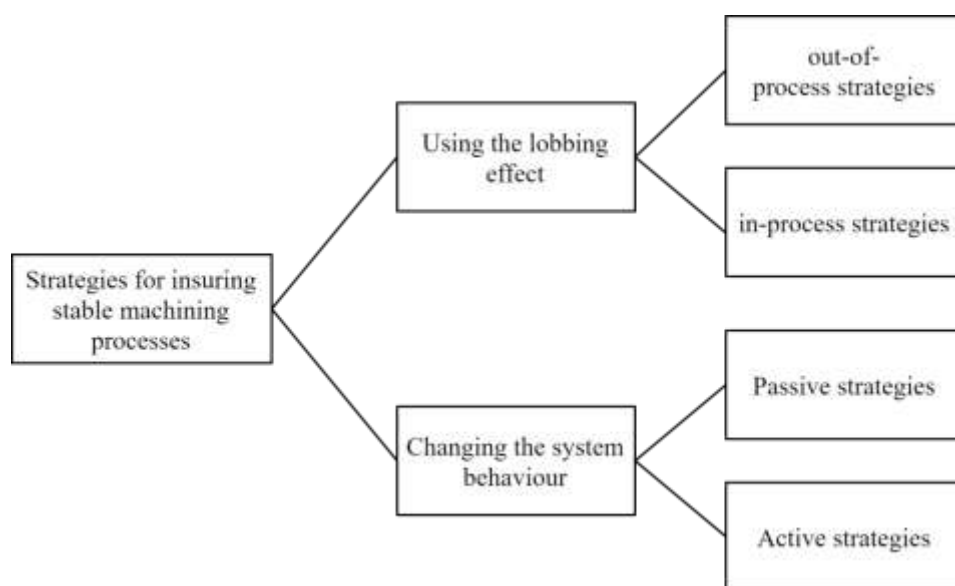 out-of-
process strategies
Using the lobbing
effect
in-process strategies
Strategies for insuring
stable machining
processes
Passive strategies
Changing the system
behaviour
Active strategies